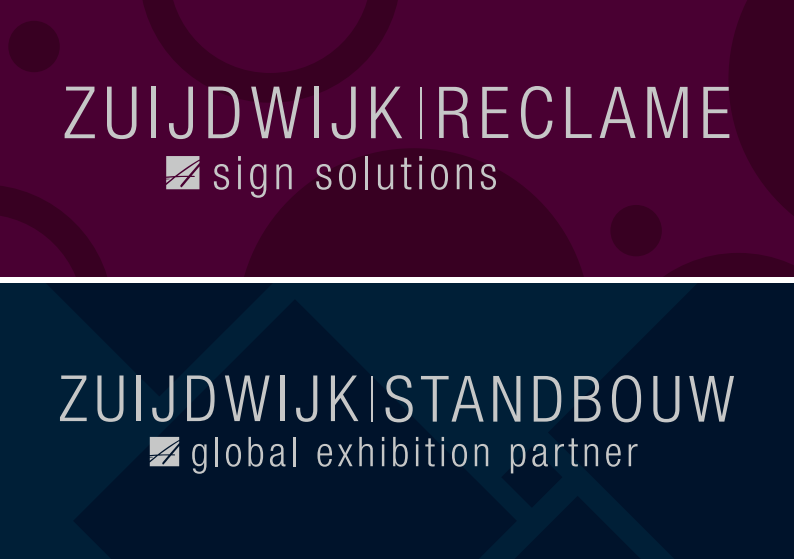 ZUIJDWIJK|RECLAME
sign solutions
ZUIJDWIJK|STANDBOUW
global exhibition partner